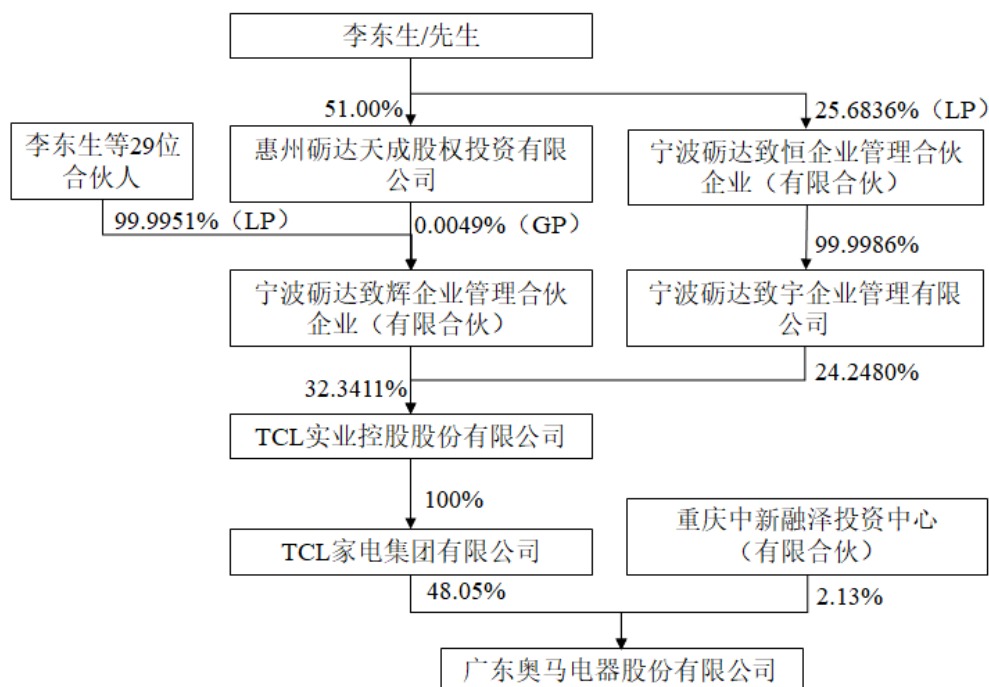 李东生/先生
51.00%
25.6836%（LP）
李东生等29位
合伙人
惠州砺达天成股权投资有限
公司
宁波砺达致恒企业管理合伙
企业（有限合伙）
99.9951%（LP）
0.0049%（GP）
99.9986%
宁波砺达致辉企业管理合伙
企业（有限合伙）
宁波砺达致宇企业管理有限
公司
32.3411%
24.2480%
TCL实业控股股份有限公司
100%
TCL家电集团有限公司
重庆中新融泽投资中心
（有限合伙）
48.05%
2.13%
广东奥马电器股份有限公司